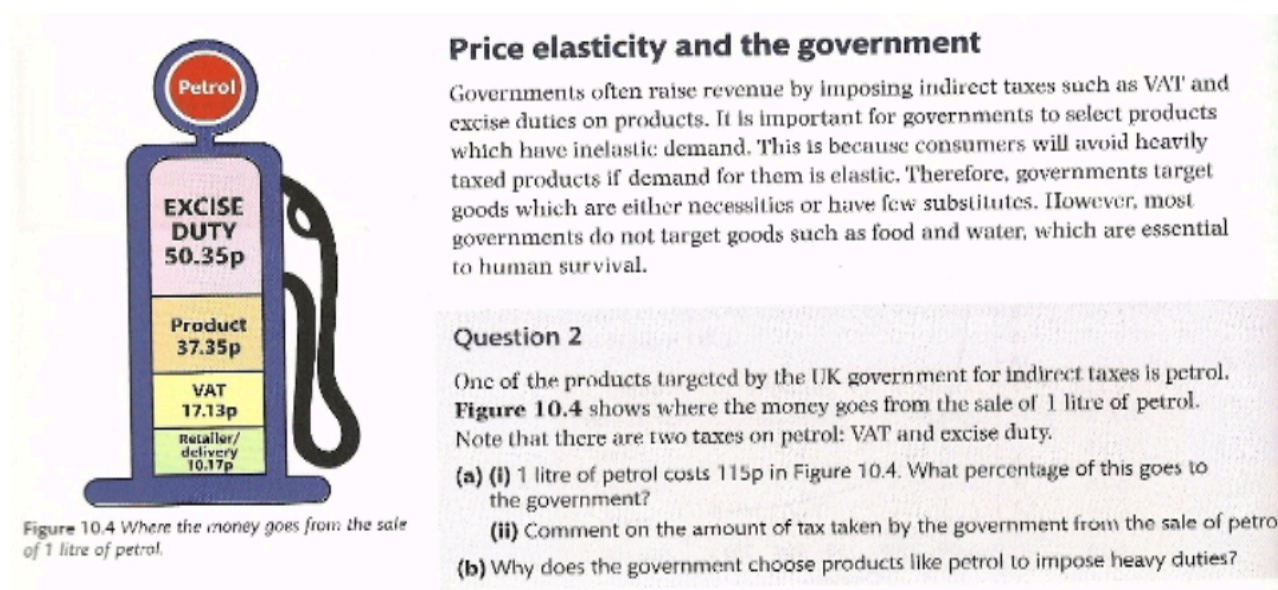 Petrol
EXCISE
DUTY
50.35p
Product
37.35p
VAT
17.13p
Retailer/
delivery
10.17p
Figure 10.4 Where the money goes from the sale
of 1 litre of petrol.
Price elasticity and the government
Governments often raise revenue by imposing indirect taxes such as VAT and
excise duties on products. It is important for governments to select products
which have inelastic demand. This is because consumers will avoid heavily
taxed products if demand for them is elastic. Therefore, governments target
goods which are either necessities or have few substitutes. However, most
governments do not target goods such as food and water, which are essential
to human survival.
Question 2
One of the products targeted by the UK government for indirect taxes is petrol.
Figure 10.4 shows where the money goes from the sale of 1 litre of petrol.
Note that there are two taxes on petrol: VAT and excise duty.
(a) (i) 1 litre of petrol costs 115p in Figure 10.4. What percentage of this goes to
the government?
(ii) Comment on the amount of tax taken by the government from the sale of petro
(b) Why does the government choose products like petrol to impose heavy duties?